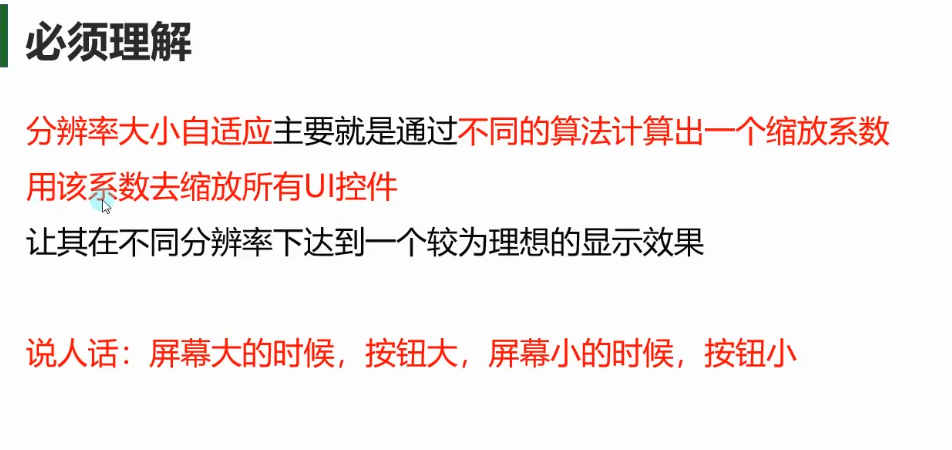 必须理解
分辨率大小自适应主要就是通过不同的算法计算出一个缩放系数
用该系数去缩放所有UI控件
让其在不同分辨率下达到一个较为理想的显示效果
说人话：屏幕大的时候，按钮大，屏幕小的时候，按钮小